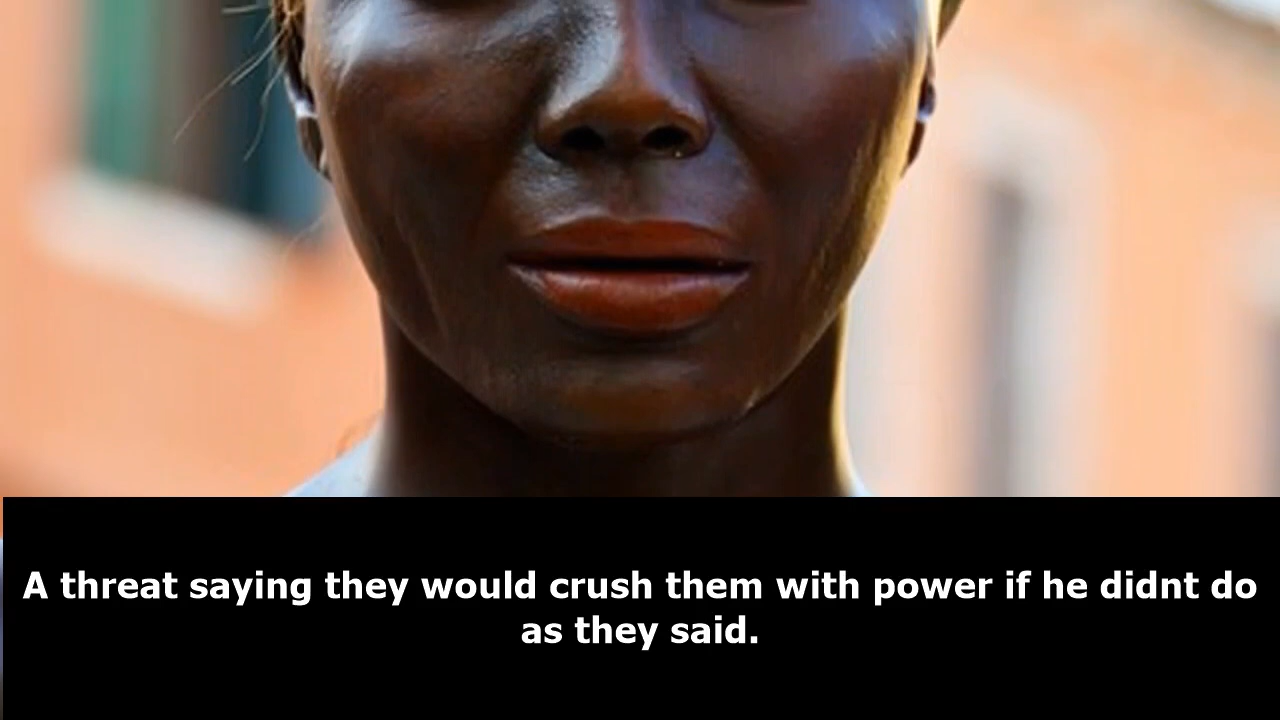 A threat saying they would crush them with power if he didnt do
as they said.